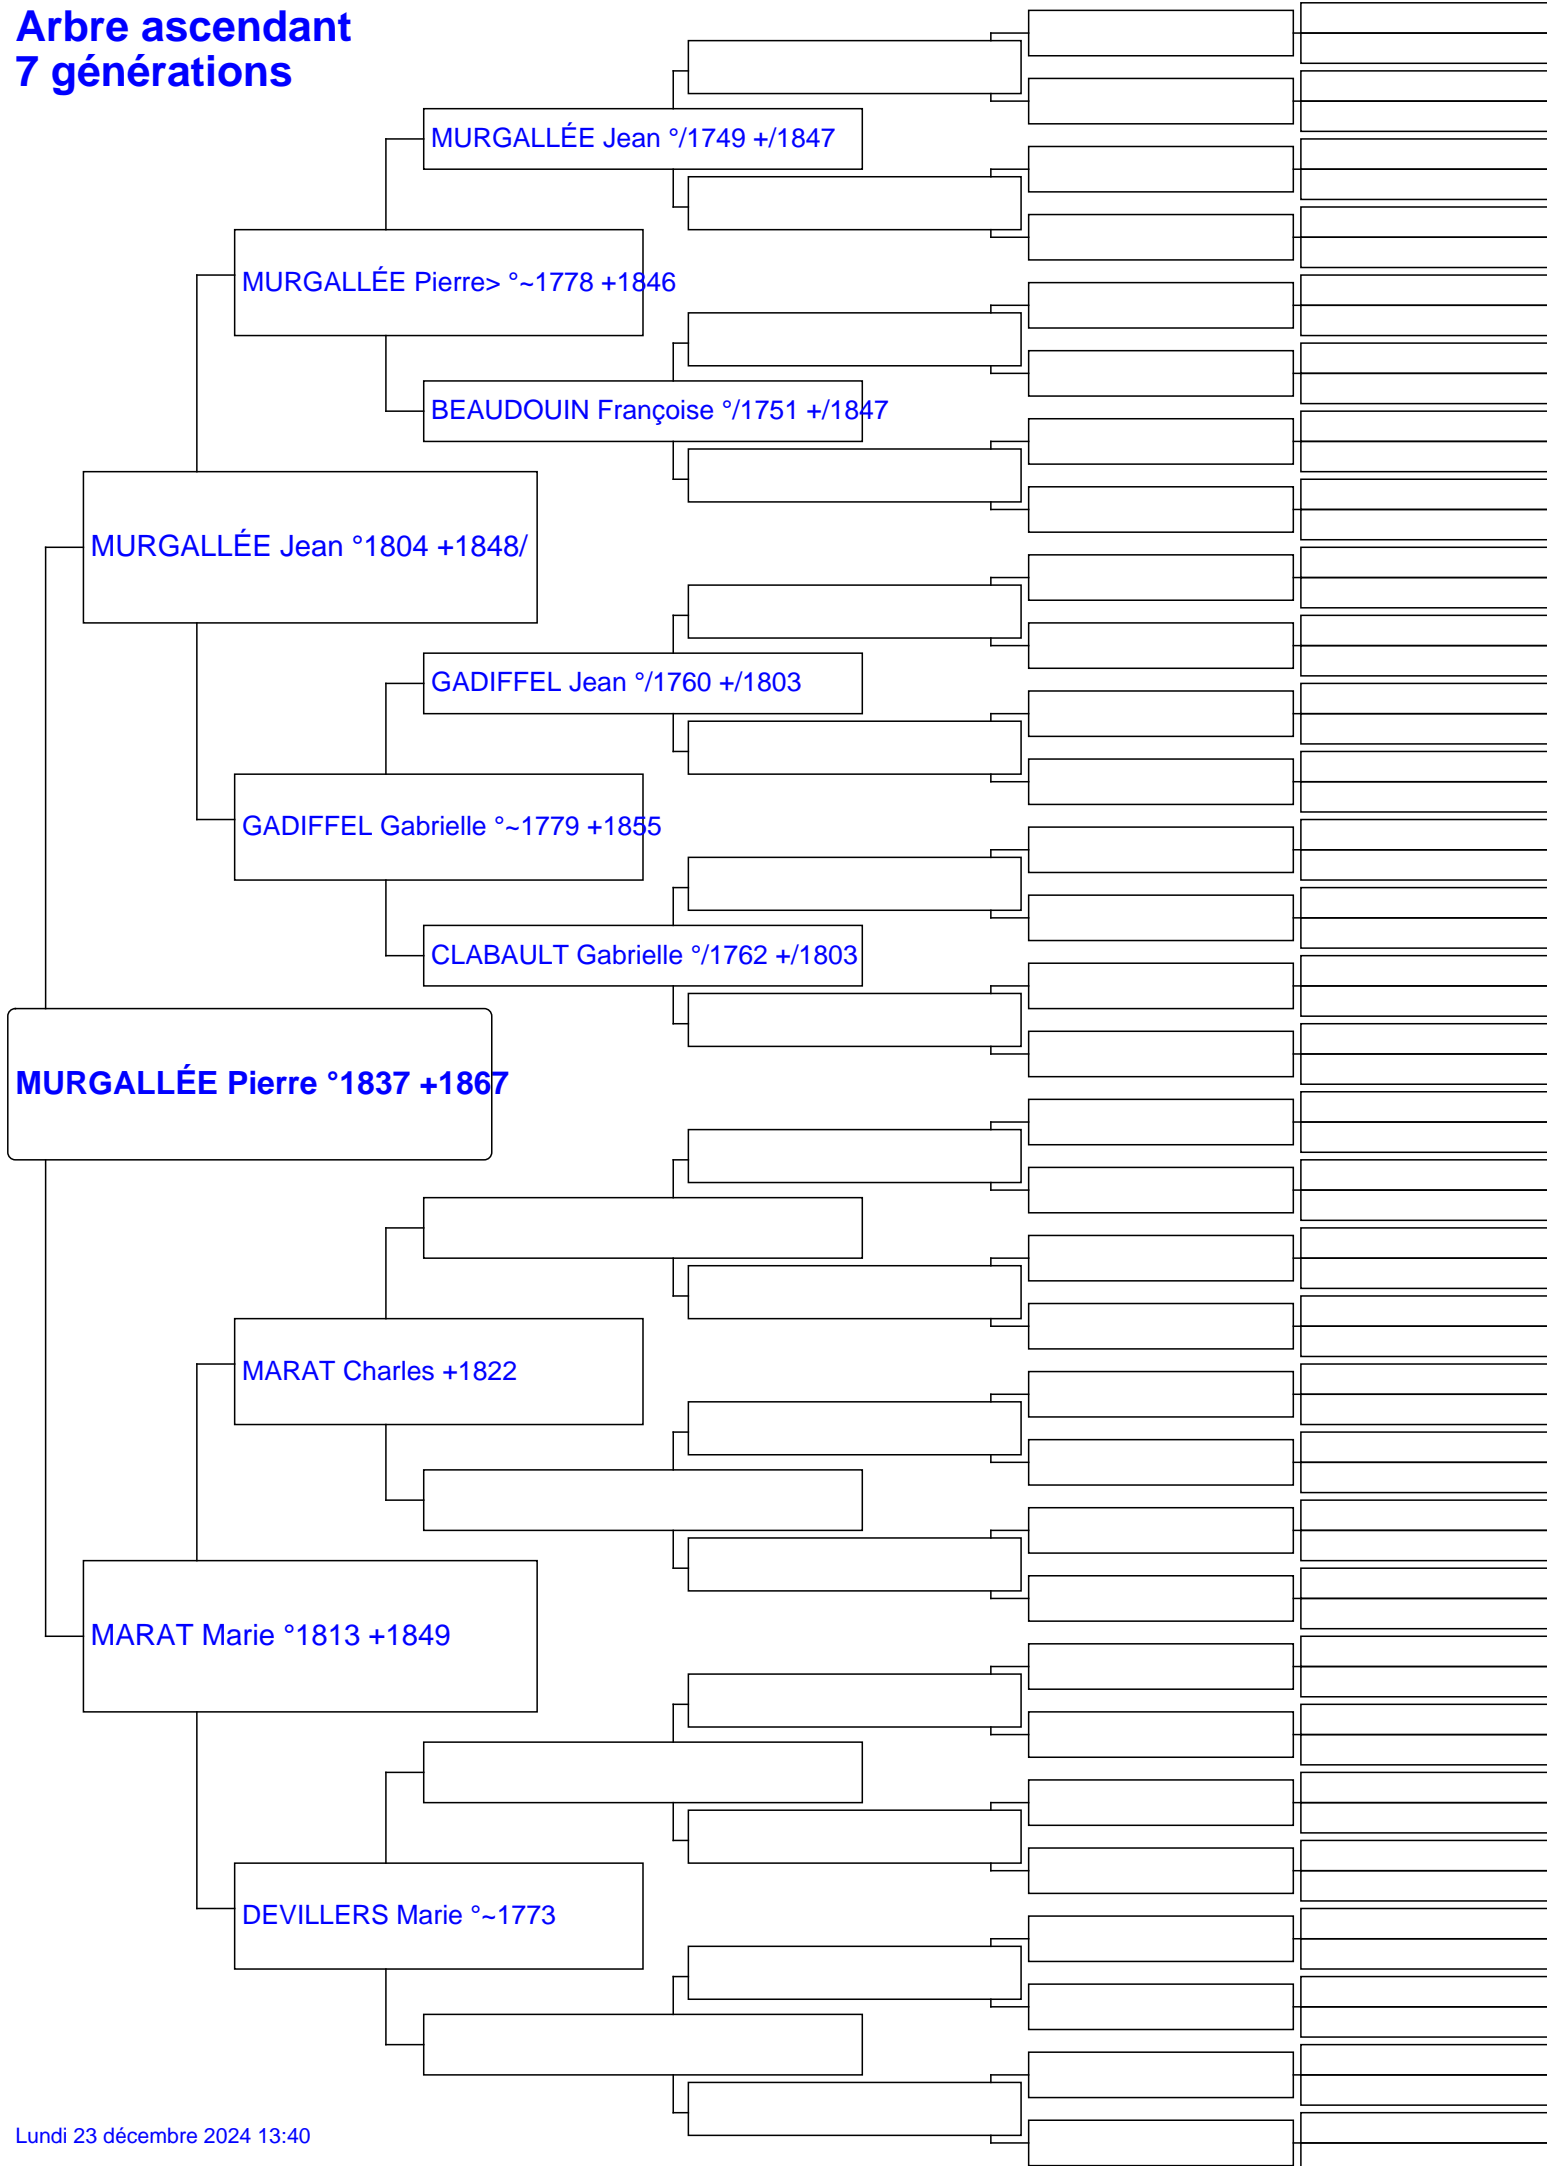 Arbre ascendant
7 générations
MURGALLÉE Jean °/1749 +/1847
MURGALLÉE Pierre> °~1778 +1846
BEAUDOUIN Françoise °/1751 +/1847
MURGALLÉE Jean °1804 +1848/
GADIFFEL Jean °/1760 +/1803
GADIFFEL Gabrielle °~1779 +1855
CLABAULT Gabrielle °/1762 +/1803
MURGALLÉE Pierre °1837 +1867
MARAT Charles +1822
MARAT Marie °1813 +1849
DEVILLERS Marie °~1773
Lundi 23 décembre 2024 13:40